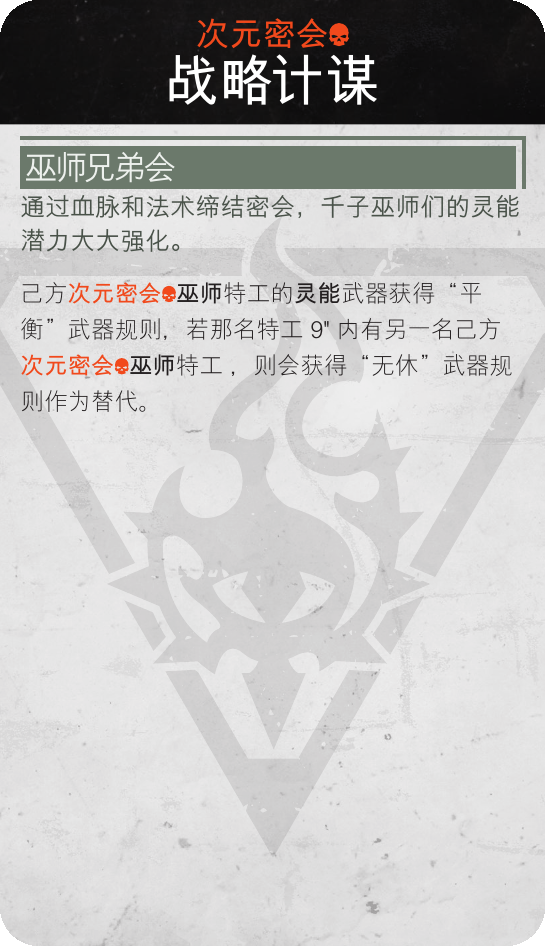 次元密会
战略计谋
巫师兄弟会
通过血脉和法术缔结密会，千子巫师们的灵能
潜力大大强化。
己方次元密会巫师特工的灵能武器获得“平
衡”武器规则，若那名特工 9" 内有另一名己方
次元密会巫师特工，则会获得“无休”武器规
则作为替代。